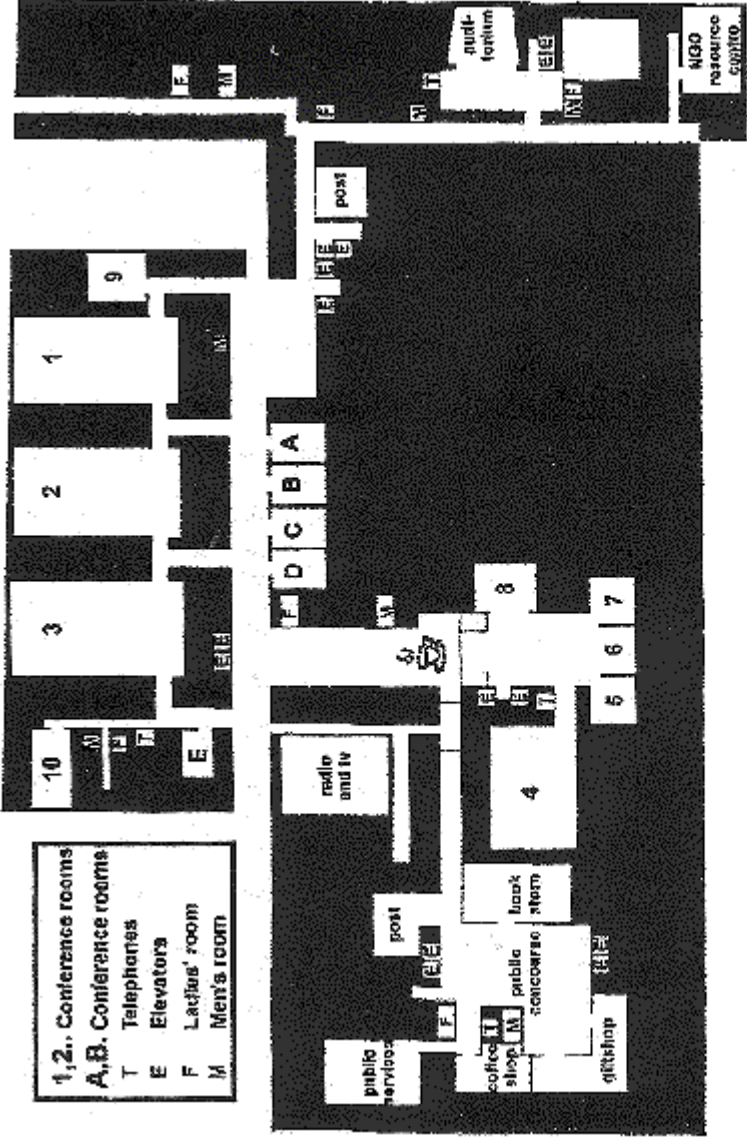 1,2.. Conference rooms
A,B. Conference rooms
T Telephones
E Elevators
F Ladies' room
M Men's room
10
3
2
1
9
M
F
T
E
E E
M
F
M
F
M
T
audi-
torium
E E
M F
NGO
resource
centre
post
E E
E
E
D C B A
F
M
radio
and tv
8
E
E
T
5 6 7
4
post
E E
book
store
public
concourse
public
services
F
T
M
coffee
shop
giftshop